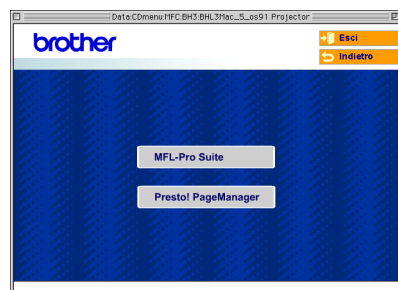 Data:CDmenu:MFC:BH3:BHL3Mac_5_os91 Projector
brother
Esci
Indietro
MFL-Pro Suite
Presto! PageManager